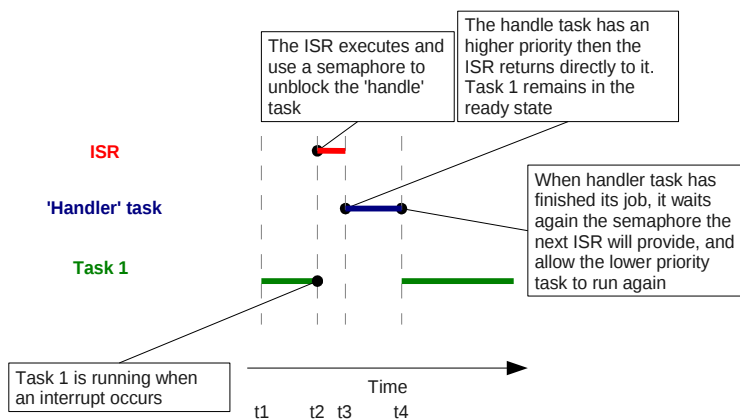 The ISR executes and
use a semaphore to
unblock the 'handle'
task
The handle task has an
higher priority then the
ISR returns directly to it.
Task 1 remains in the
ready state
ISR
'Handler' task
When handler task has
finished its job, it waits
again the semaphore the
next ISR will provide, and
allow the lower priority
task to run again
Task 1
Task 1 is running when
an interrupt occurs
Time
t1 t2 t3 t4